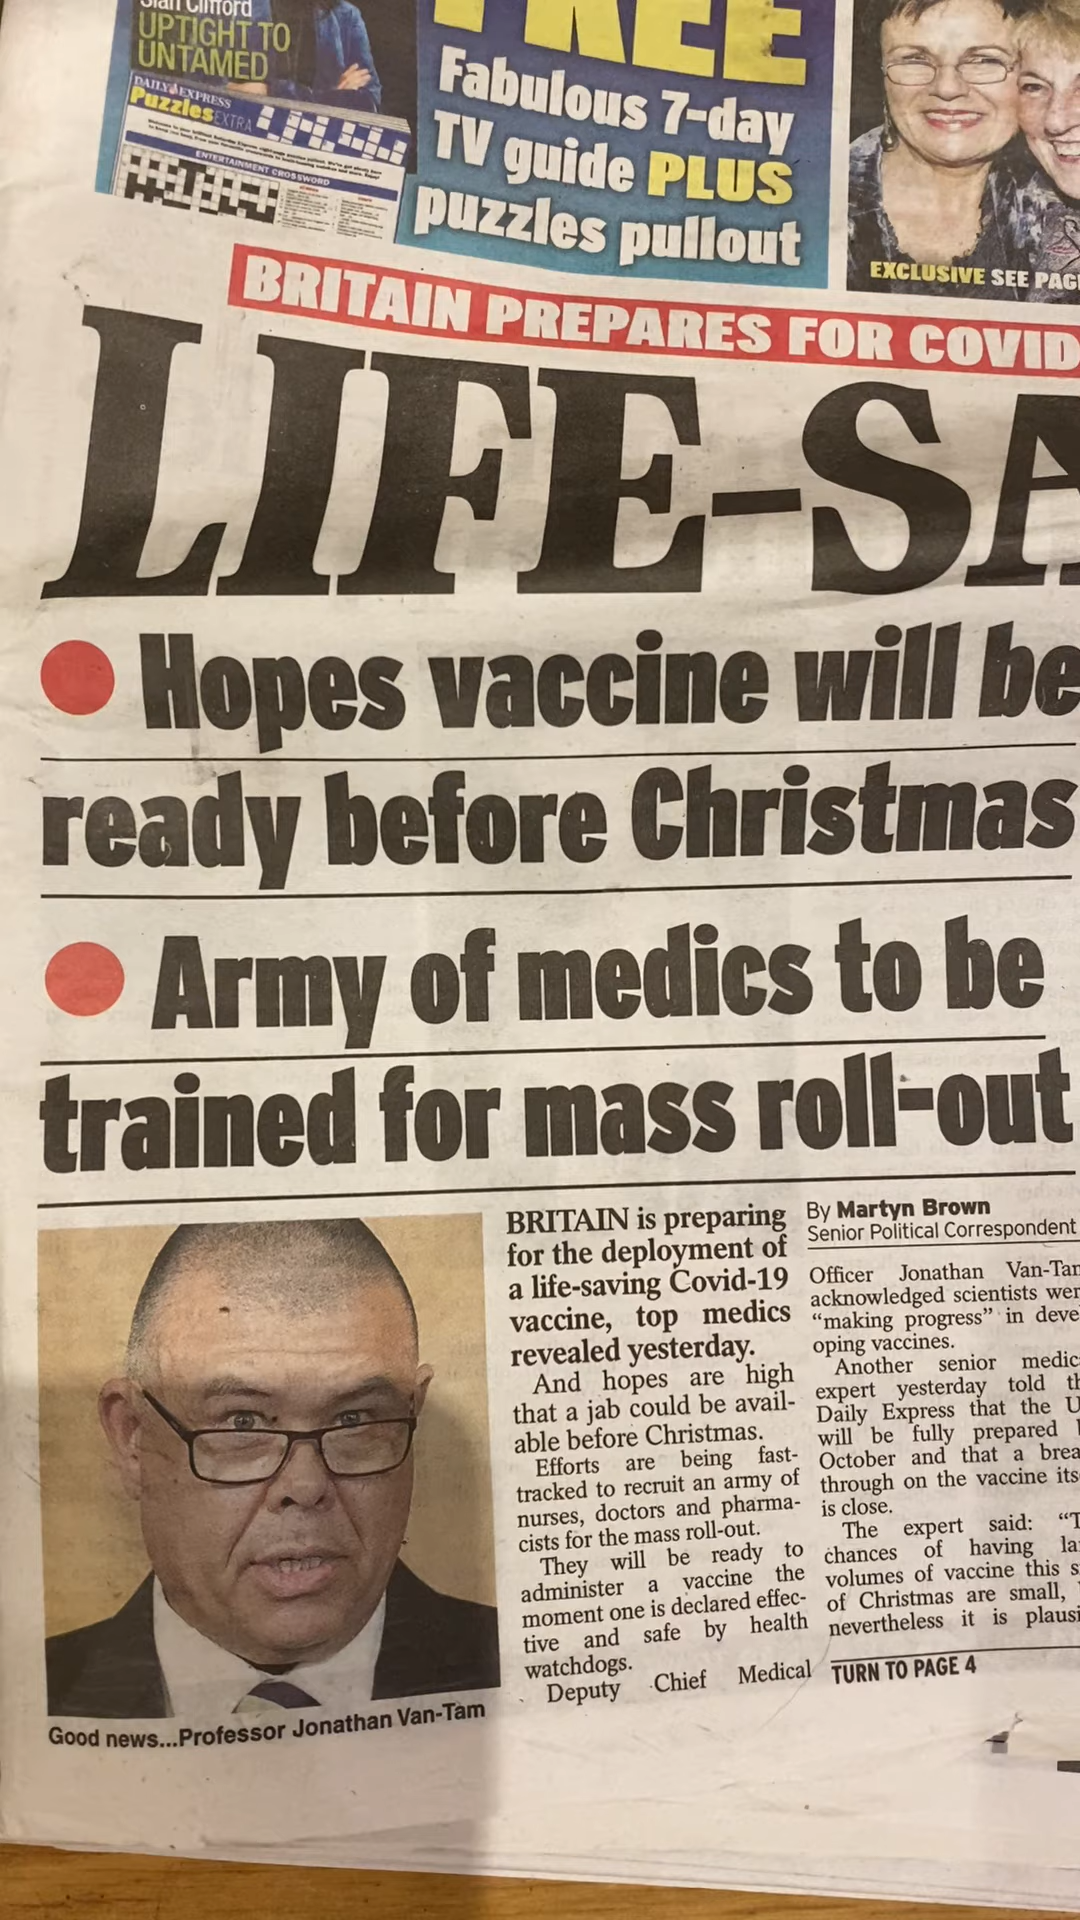 Sian Clifford
UPTIGHT TO
UNTAMED
DAILY EXPRESS
Puzzles EXTRA
ENTERTAINMENT CROSSWORD
FREE
Fabulous 7-day
TV guide PLUS
puzzles pullout
EXCLUSIVE SEE PAG
BRITAIN PREPARES FOR COVID
LIFE-SA
● Hopes vaccine will be
ready before Christmas
● Army of medics to be
trained for mass roll-out
Good news...Professor Jonathan Van-Tam
BRITAIN is preparing
for the deployment of
a life-saving Covid-19
vaccine, top medics
revealed yesterday.
And hopes are high
that a jab could be avail-
able before Christmas.
Efforts are being fast-
tracked to recruit an army of
nurses, doctors and pharma-
cists for the mass roll-out.
They will be ready to
administer a vaccine the
moment one is declared effec-
tive and safe by health
watchdogs.
Deputy Chief Medical
By Martyn Brown
Senior Political Correspondent
Officer Jonathan Van-Tam
acknowledged scientists wer
“making progress” in deve
oping vaccines.
Another senior medic
expert yesterday told th
Daily Express that the U
will be fully prepared
October and that a brea
through on the vaccine its
is close.
The expert said: “T
chances of having la
volumes of vaccine this s
of Christmas are small,
nevertheless it is plausi
TURN TO PAGE 4